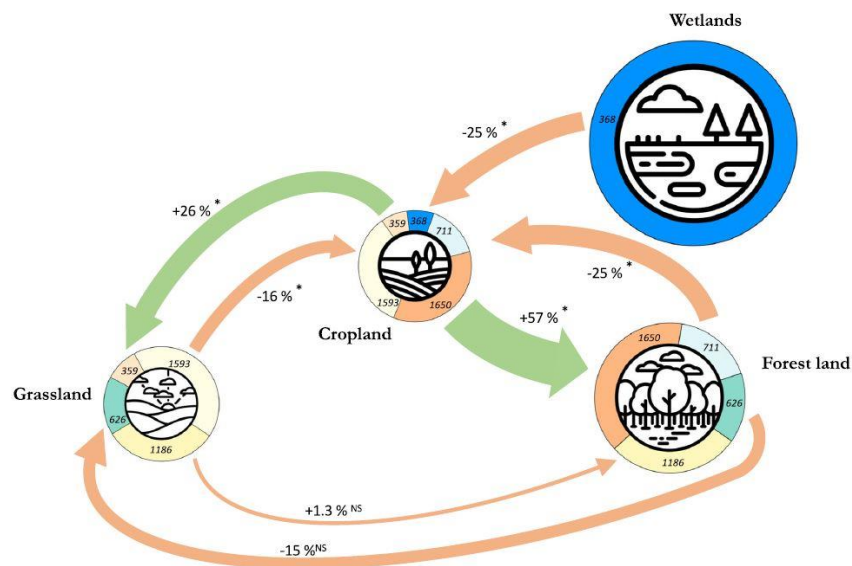 Wetlands
368
-25 % *
+26 % *
359
368
711
-16 % *
-25 % *
1593
1650
+57 % *
Cropland
1650
711
Forest land
359
1593
Grassland
626
626
1186
1186
+1.3 % NS
-15 %NS